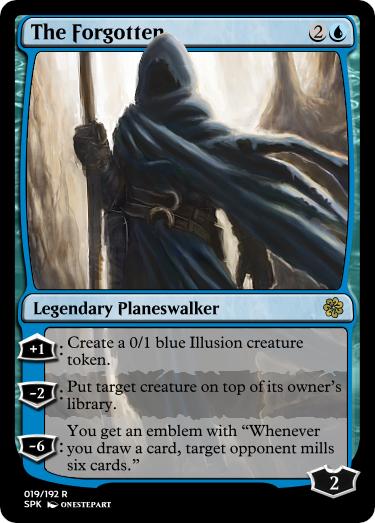 The Forgotten 2
Legendary Planeswalker
+1: Create a 0/1 blue Illusion creature
token.
-2: Put target creature on top of its owner's
library.
-6: You get an emblem with “Whenever
you draw a card, target opponent mills
six cards.”
2
019/192 R
SPK ONESTEPART